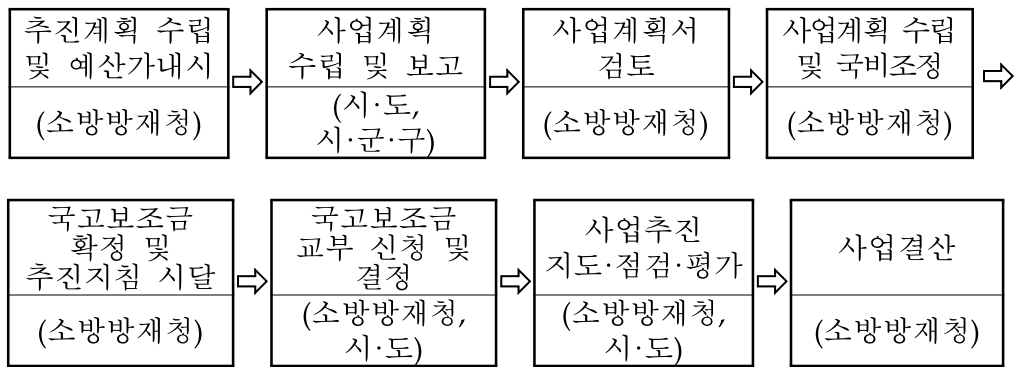 추진계획 수립
및 예산가내시
(소방방재청)
사업계획
수립 및 보고
(시·도,
시·군·구)
사업계획서
검토
(소방방재청)
사업계획 수립
및 국비조정
(소방방재청)
국고보조금
확정 및
추진지침 시달
(소방방재청)
국고보조금
교부 신청 및
결정
(소방방재청,
시·도)
사업추진
지도·점검·평가
(소방방재청,
시·도)
사업결산
(소방방재청)